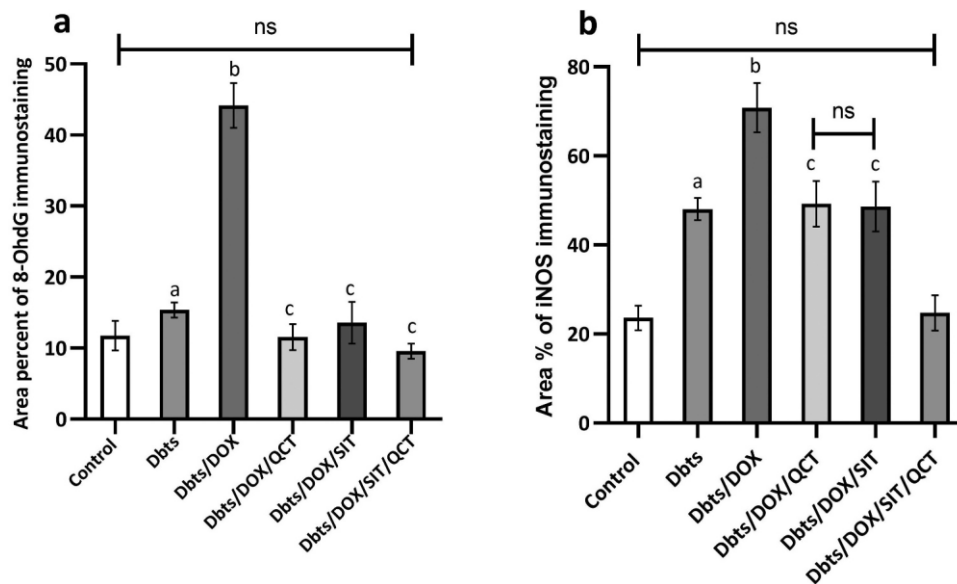 a
ns
Area percent of 8-OhdG immunostaining
50
40
30
20
10
0
a
b
c
c
c
Control
Dbts
Dbts/DOX
Dbts/DOX/QCT
Dbts/DOX/SIT
Dbts/DOX/SIT/QCT
b
ns
Area % of iNOS immunostaining
80
60
40
20
0
a
b
ns
c
c
Control
Dbts
Dbts/DOX
Dbts/DOX/QCT
Dbts/DOX/SIT
Dbts/DOX/SIT/QCT